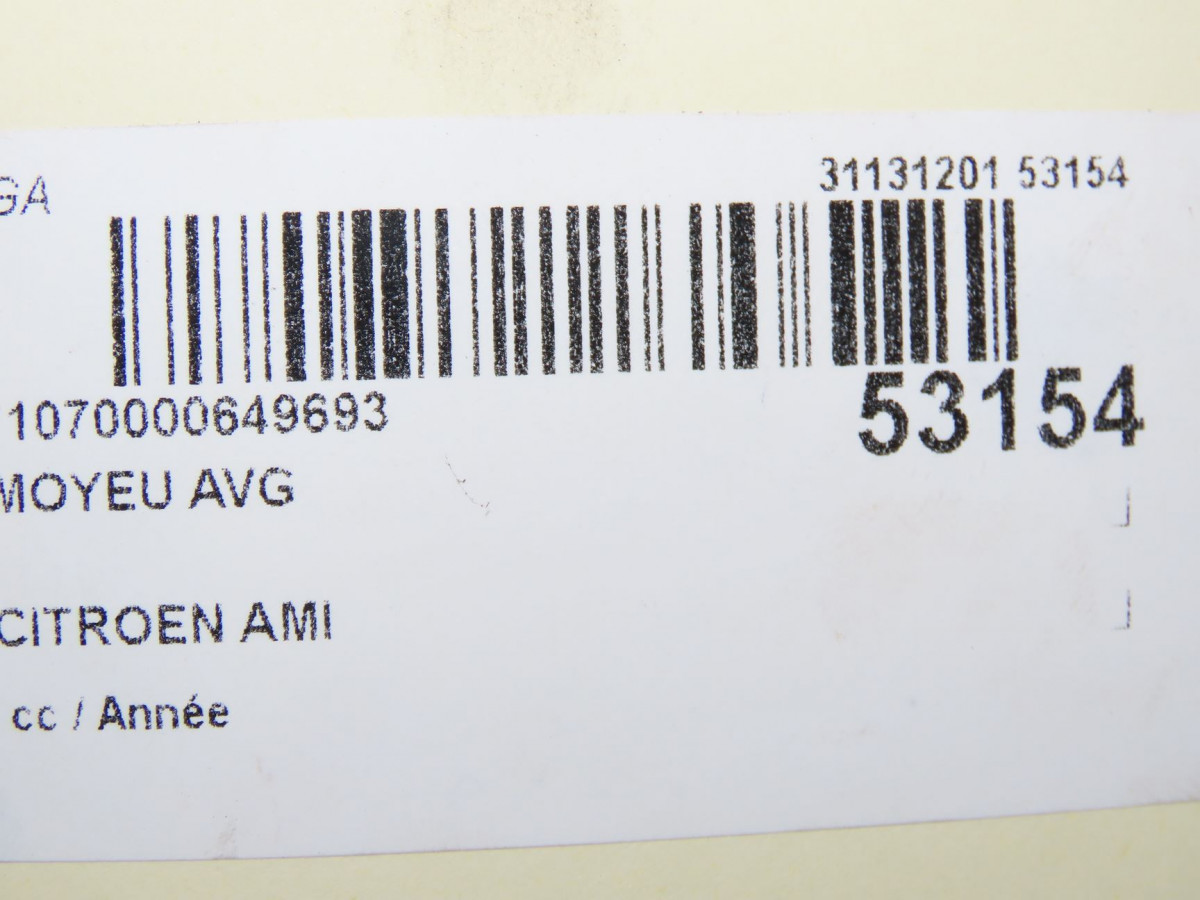 GA
31131201 53154
1070000649693
53154
MOYEU AVG
CITROEN AMI
cc / Année